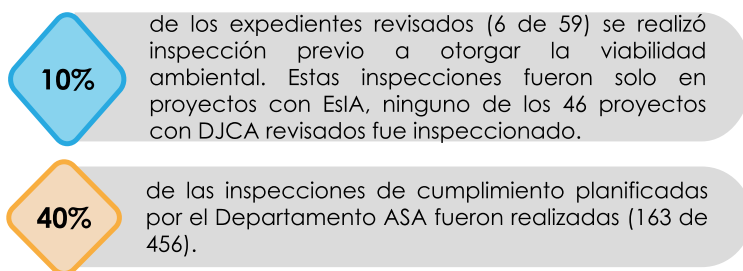 10%
de los expedientes revisados (6 de 59) se realizó
inspección previo a otorgar la viabilidad
ambiental. Estas inspecciones fueron solo en
proyectos con EsIA, ninguno de los 46 proyectos
con DJCA revisados fue inspeccionado.
40%
de las inspecciones de cumplimiento planificadas
por el Departamento ASA fueron realizadas (163 de
456).